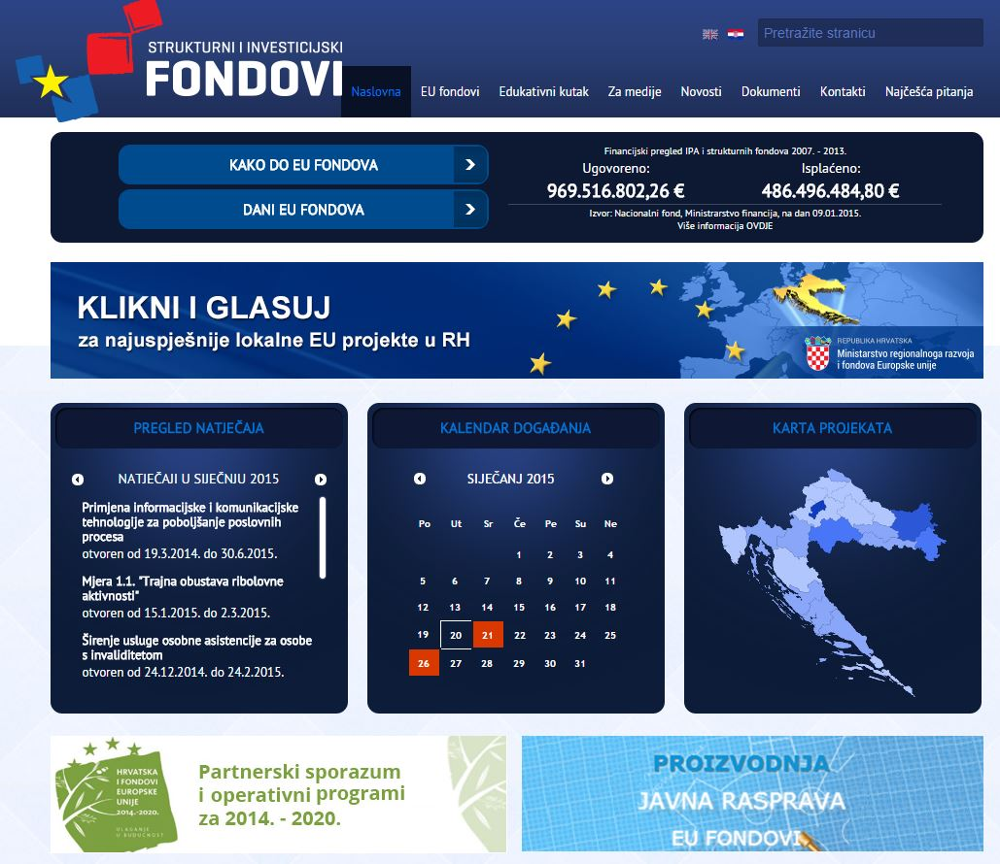 STRUKTURNI I INVESTICIJSKI
FONDOVI
Pretražite stranicu
Naslovna EU fondovi Edukativni kutak Za medije Novosti Dokumenti Kontakti Najčešća pitanja
KAKO DO EU FONDOVA
DANI EU FONDOVA
Financijski pregled IPA i strukturnih fondova 2007. - 2013.
Ugovoreno: Isplaćeno:
969.516.802,26 € 486.496.484,80 €
Izvor: Nacionalni fond, Ministrarstvo financija, na dan 09.01.2015.
Više informacija OVDJE
KLIKNI I GLASUJ
za najuspješnije lokalne EU projekte u RH
REPUBLIKA HRVATSKA
Ministarstvo regionalnoga razvoja
i fondova Europske unije
PREGLED NATJEČAJA
NATJEČAJI U SIJEČNJU 2015
Primjena informacijske i komunikacijske
tehnologije za poboljšanje poslovnih
procesa
otvoren od 19.3.2014. do 30.6.2015.
Mjera 1.1. "Trajna obustava ribolovne
aktivnosti"
otvoren od 15.1.2015. do 2.3.2015.
Širenje usluge osobne asistencije za osobe
s invaliditetom
otvoren od 24.12.2014. do 24.2.2015.
KALENDAR DOGAĐANJA
SIJEČANJ 2015
Po Ut Sr Če Pe Su Ne
1 2 3 4
5 6 7 8 9 10 11
12 13 14 15 16 17 18
19 20 21 22 23 24 25
26 27 28 29 30 31
KARTA PROJEKATA
HRVATSKA
I FONDOVI
EUROPSKE
UNIJE
2014.-2020.
ULAGANJE
U BUDUĆNOST
Partnerski sporazum
i operativni programi
za 2014. - 2020.
PROIZVODNJA
JAVNA RASPRAVA
EU FONDOVI